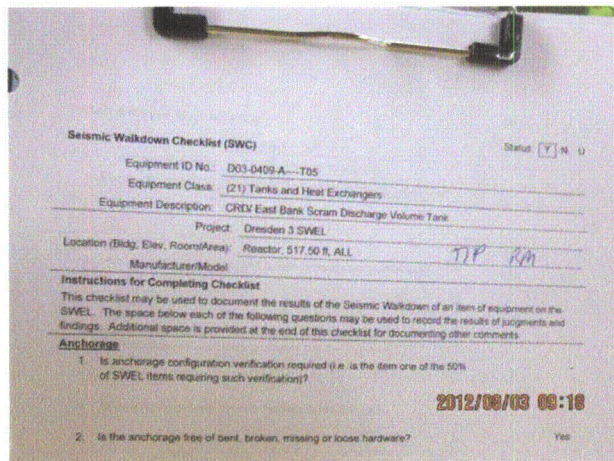 Seismic Walkdown Checklist (SWC)
Status: Y N U
Equipment ID No.: D03-0409-A----T05
Equipment Class: (21) Tanks and Heat Exchangers
Equipment Description: CRD/ East Bank Scram Discharge Volume Tank
Project: Dresden 3 SWEL
Location (Bldg, Elev, Room/Area): Reactor, 517.50 ft, ALL TIP RM
Manufacturer/Model
Instructions for Completing Checklist
This checklist may be used to document the results of the Seismic Walkdown of an item of equipment on the
SWEL. The space below each of the following questions may be used to record the results of judgments and
findings. Additional space is provided at the end of this checklist for documenting other comments.
Anchorage
1. Is anchorage configuration verification required (i.e. is the item one of the 50%
of SWEL items requiring such verification)?
2. Is the anchorage free of bent, broken, missing or loose hardware? Yes